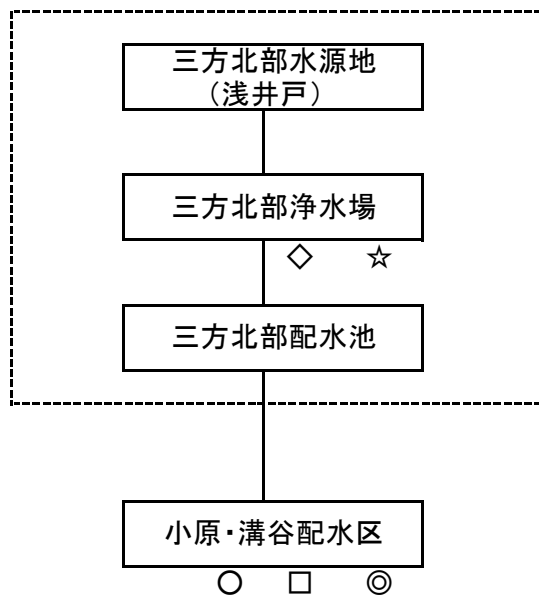 三方北部水源地
（浅井戸）
三方北部浄水場
◇ ☆
三方北部配水池
小原・溝谷配水区
○ □ ◎